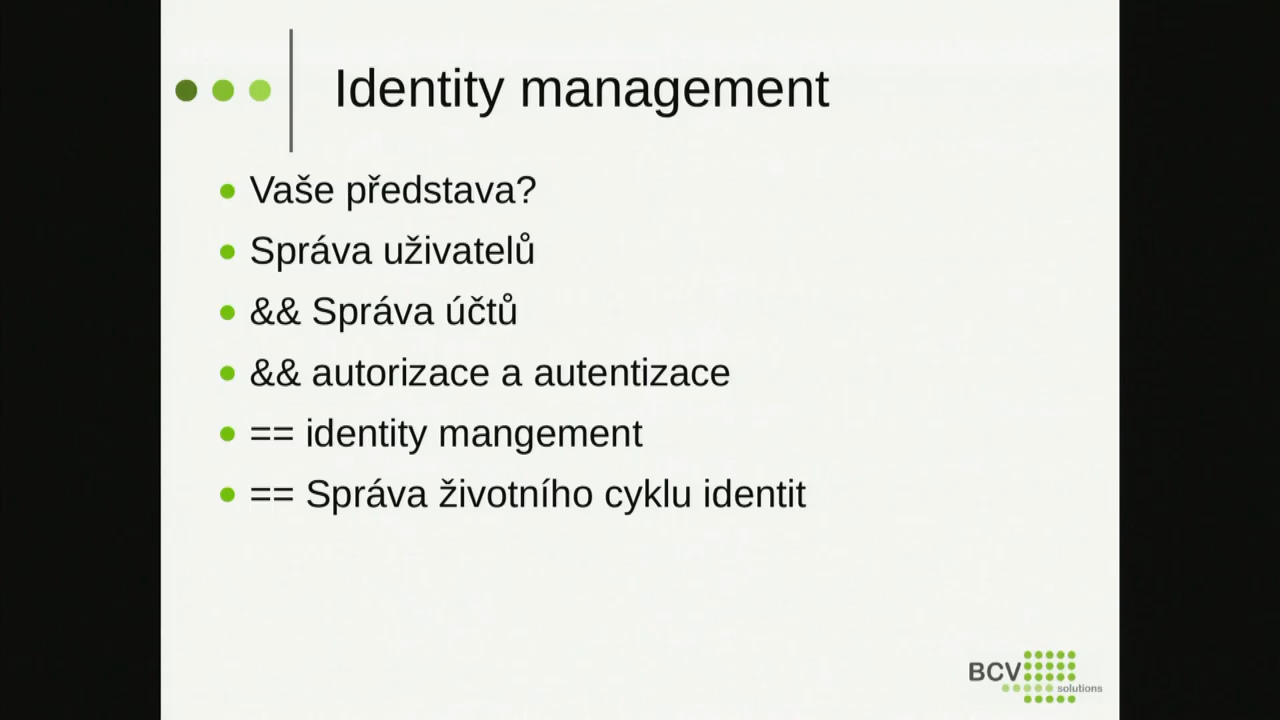 Identity management
Vaše představa?
Správa uživatelů
&& Správa účtů
&& autorizace a autentizace
== identity mangement
== Správa životního cyklu identit
BCV
solutions